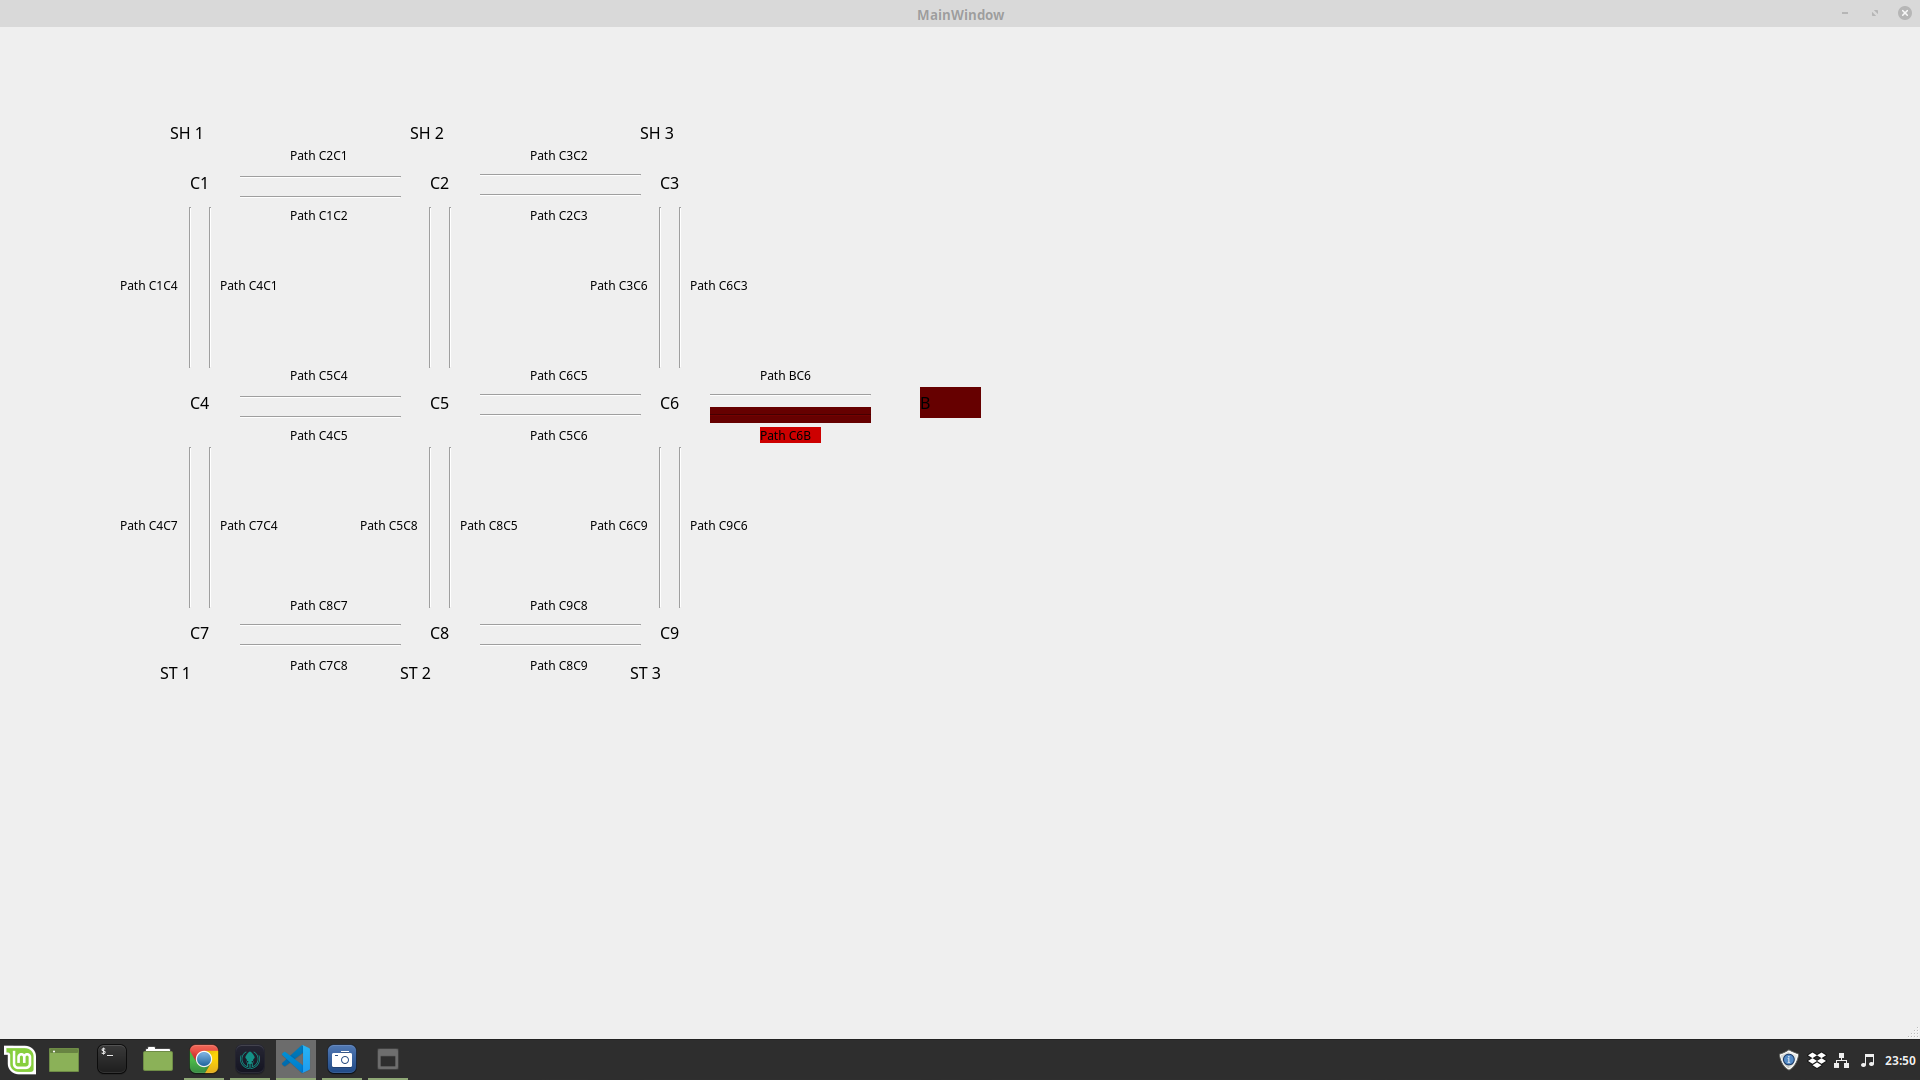 MainWindow
SH 1 SH 2 SH 3
Path C2C1 Path C3C2
C1 C2 C3
Path C1C2 Path C2C3
Path C1C4 Path C4C1 Path C3C6 Path C6C3
Path C5C4 Path C6C5 Path BC6
C4 C5 C6 B
Path C4C5 Path C5C6 Path C6B
Path C4C7 Path C7C4 Path C5C8 Path C8C5 Path C6C9 Path C9C6
Path C8C7 Path C9C8
C7 C8 C9
Path C7C8 Path C8C9
ST 1 ST 2 ST 3
$_
23:50